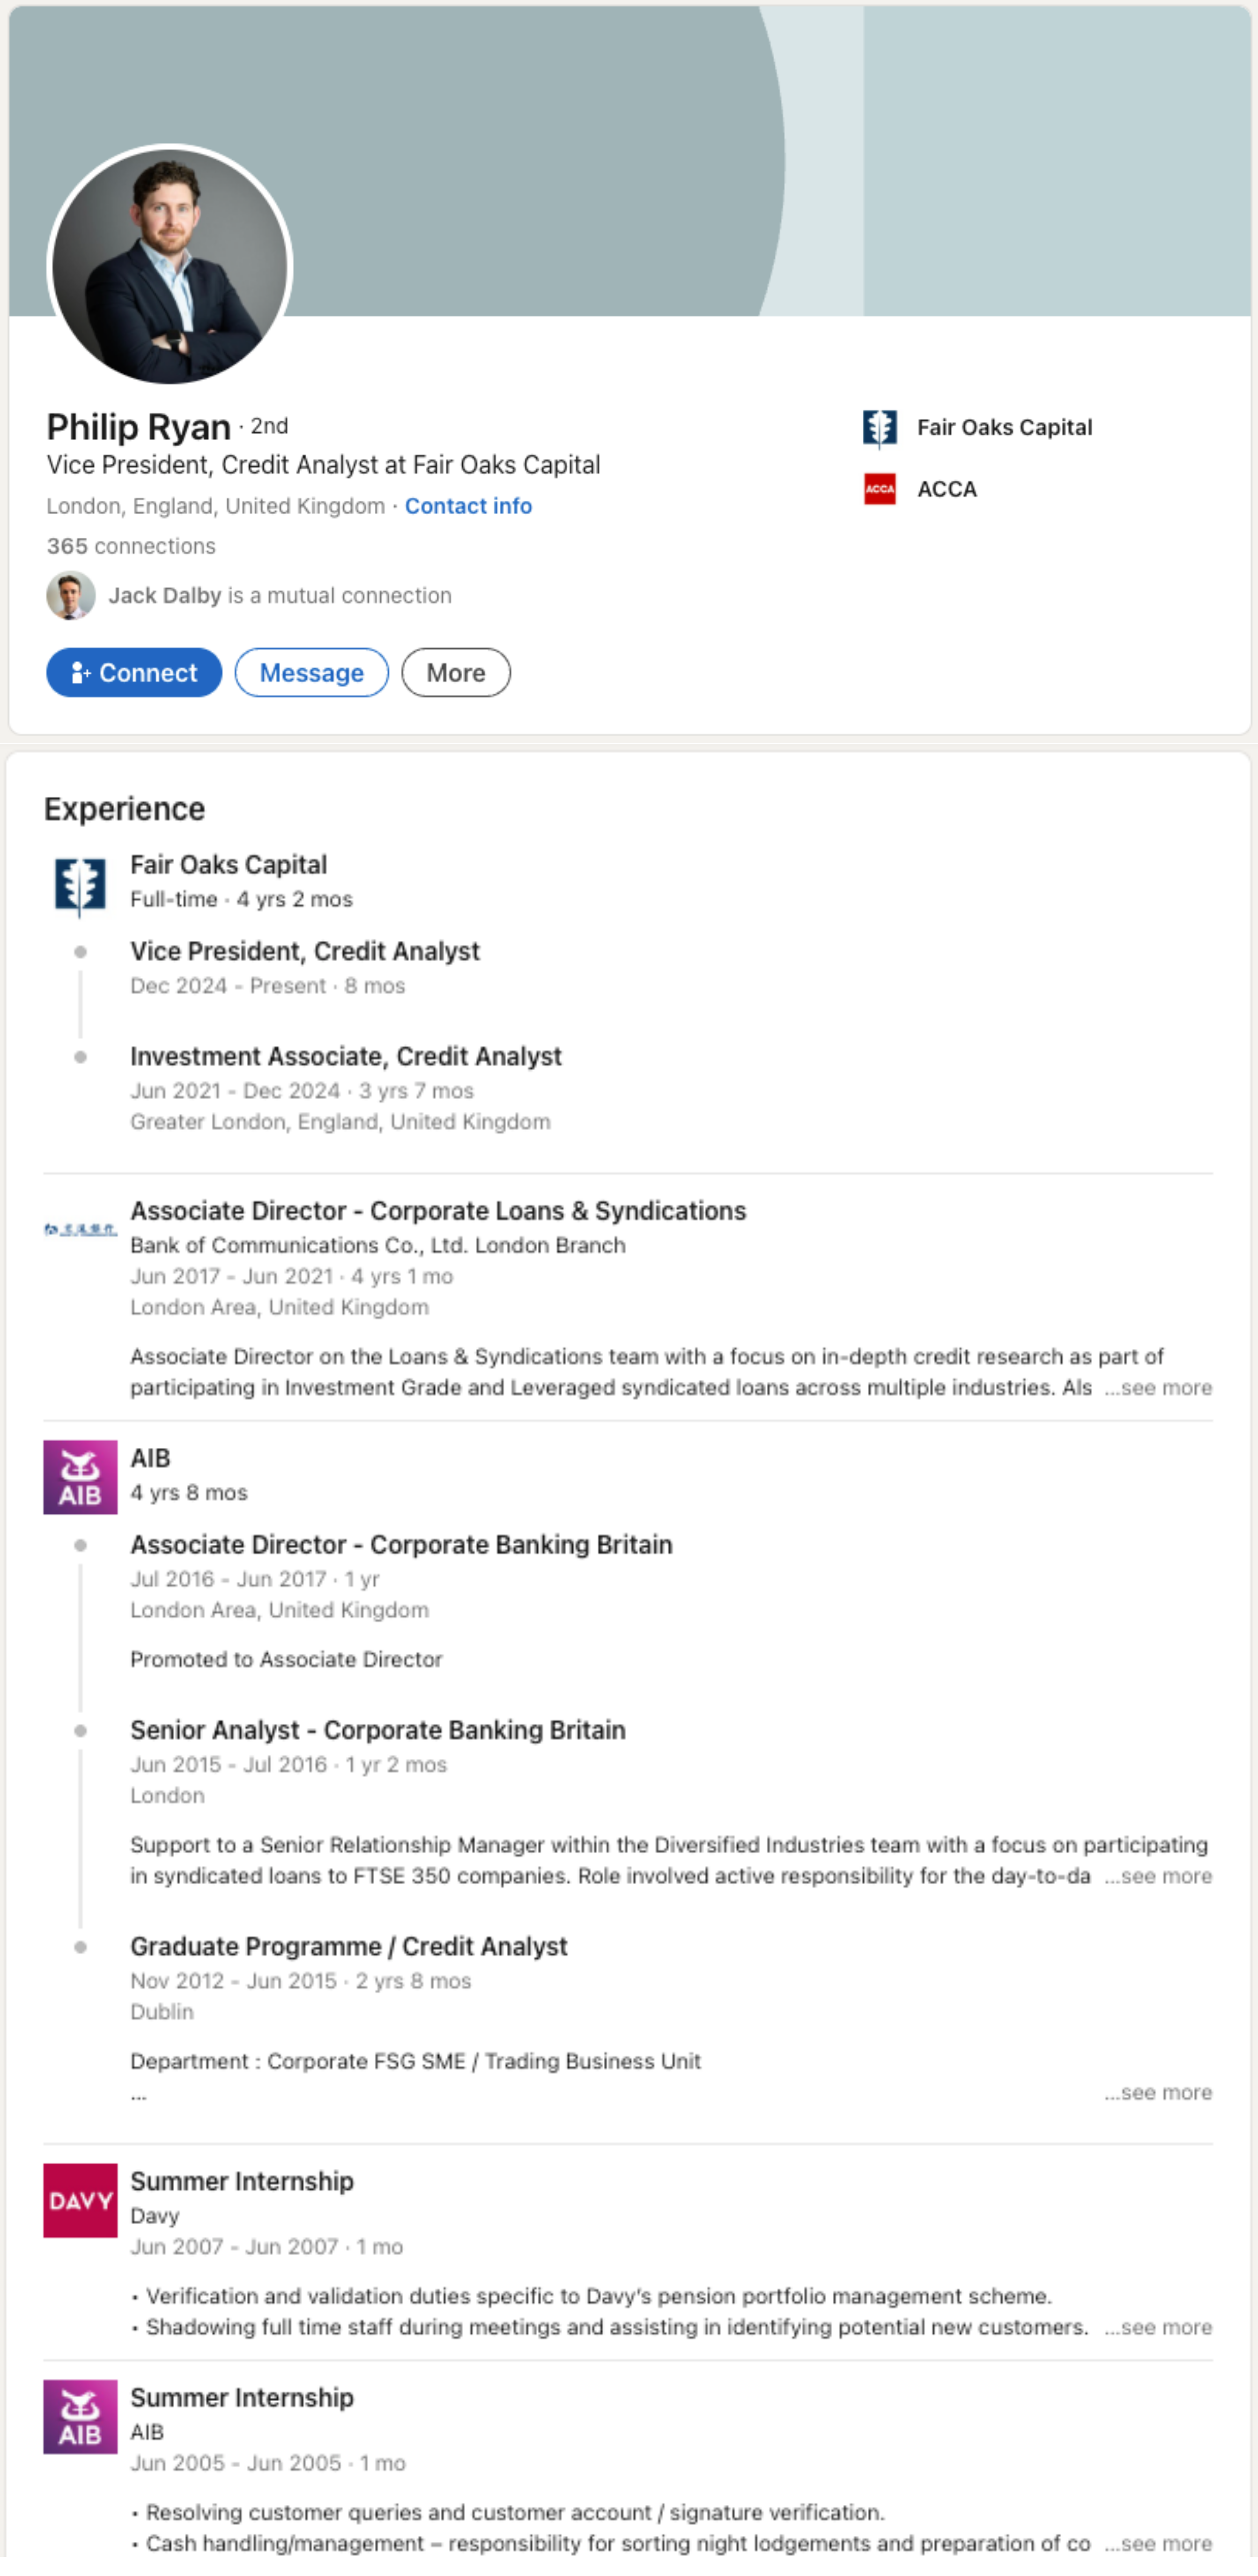 Philip Ryan · 2nd
Vice President, Credit Analyst at Fair Oaks Capital
London, England, United Kingdom · Contact info
365 connections
Jack Dalby is a mutual connection
Connect
Message
More
Fair Oaks Capital
ACCA
ACCA
Experience
Fair Oaks Capital
Full-time · 4 yrs 2 mos
Vice President, Credit Analyst
Dec 2024 - Present · 8 mos
Investment Associate, Credit Analyst
Jun 2021 - Dec 2024 · 3 yrs 7 mos
Greater London, England, United Kingdom
Associate Director - Corporate Loans & Syndications
Bank of Communications Co., Ltd. London Branch
Jun 2017 - Jun 2021 · 4 yrs 1 mo
London Area, United Kingdom
Associate Director on the Loans & Syndications team with a focus on in-depth credit research as part of
participating in Investment Grade and Leveraged syndicated loans across multiple industries. Als ...see more
AIB
AIB
4 yrs 8 mos
Associate Director - Corporate Banking Britain
Jul 2016 - Jun 2017 · 1 yr
London Area, United Kingdom
Promoted to Associate Director
Senior Analyst - Corporate Banking Britain
Jun 2015 - Jul 2016 · 1 yr 2 mos
London
Support to a Senior Relationship Manager within the Diversified Industries team with a focus on participating
in syndicated loans to FTSE 350 companies. Role involved active responsibility for the day-to-da ...see more
Graduate Programme / Credit Analyst
Nov 2012 - Jun 2015 · 2 yrs 8 mos
Dublin
Department : Corporate FSG SME / Trading Business Unit
... ...see more
DAVY
Summer Internship
Davy
Jun 2007 - Jun 2007 · 1 mo
• Verification and validation duties specific to Davy's pension portfolio management scheme.
• Shadowing full time staff during meetings and assisting in identifying potential new customers. ...see more
AIB
Summer Internship
AIB
Jun 2005 - Jun 2005 · 1 mo
• Resolving customer queries and customer account / signature verification.
• Cash handling/management – responsibility for sorting night lodgements and preparation of co ...see more